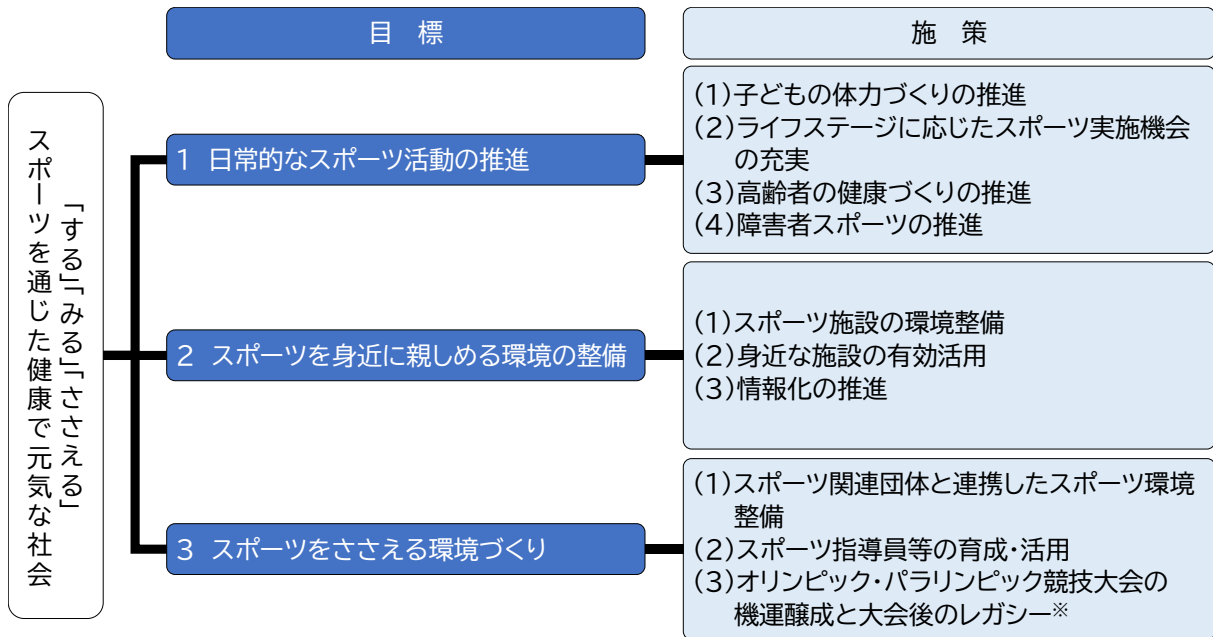 目　標
施　策
「する」「みる」「ささえる」
スポーツを通じた健康で元気な社会
1　日常的なスポーツ活動の推進
(1)子どもの体力づくりの推進
(2)ライフステージに応じたスポーツ実施機会
の充実
(3)高齢者の健康づくりの推進
(4)障害者スポーツの推進
2　スポーツを身近に親しめる環境の整備
(1)スポーツ施設の環境整備
(2)身近な施設の有効活用
(3)情報化の推進
3　スポーツをささえる環境づくり
(1)スポーツ関連団体と連携したスポーツ環境
整備
(2)スポーツ指導員等の育成・活用
(3)オリンピック・パラリンピック競技大会の
機運醸成と大会後のレガシー※